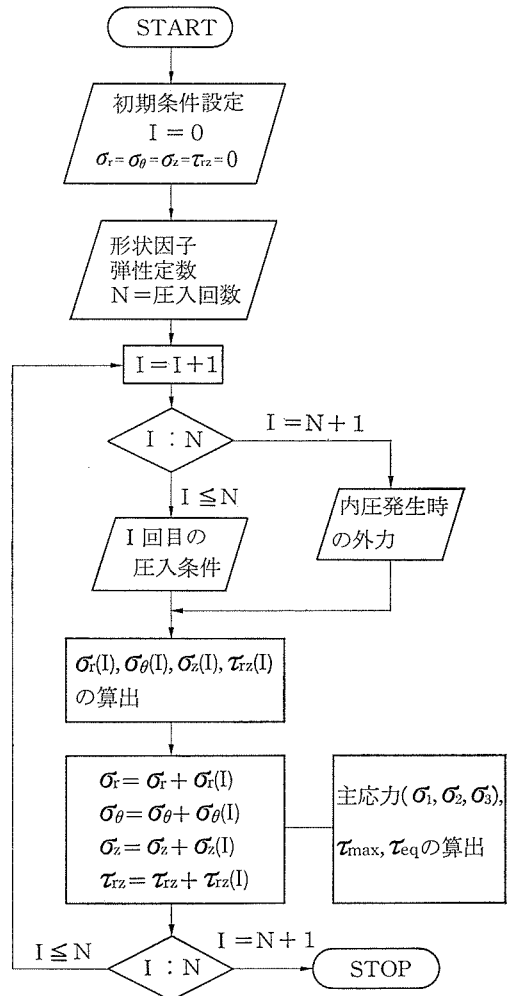 START
初期条件設定
I = 0
σr = σθ = σz = τrz = 0
形状因子
弾性定数
N = 圧入回数
I = I + 1
I : N
I = N + 1
I ≦ N
内圧発生時
の外力
I 回目の
圧入条件
σr(I), σθ(I), σz(I), τrz(I)
の算出
σr = σr + σr(I)
σθ = σθ + σθ(I)
σz = σz + σz(I)
τrz = τrz + τrz(I)
主応力(σ1, σ2, σ3),
τmax, τeqの算出
I ≦ N
I : N
I = N + 1
STOP